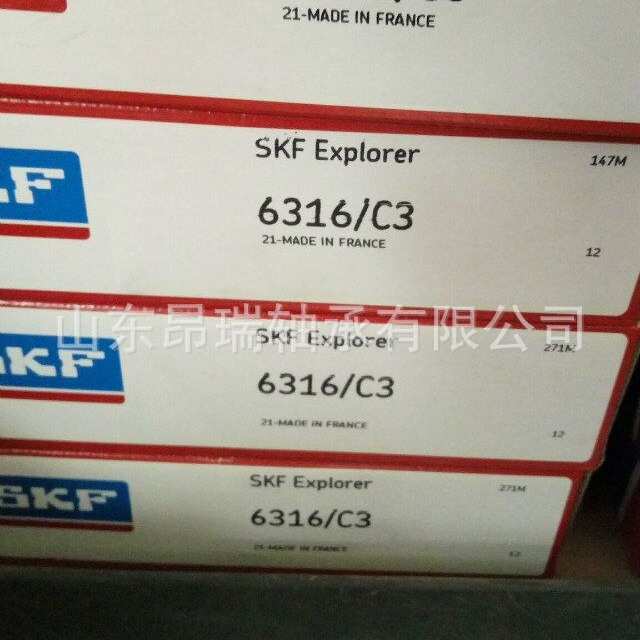 21-MADE IN FRANCE
SKF Explorer
147M
6316/C3
21-MADE IN FRANCE
12
山东昂瑞轴承有限公司
SKF
SKF Explorer
271M
6316/C3
21-MADE IN FRANCE
12
SKF
SKF Explorer
271M
6316/C3
21-MADE IN FRANCE
12